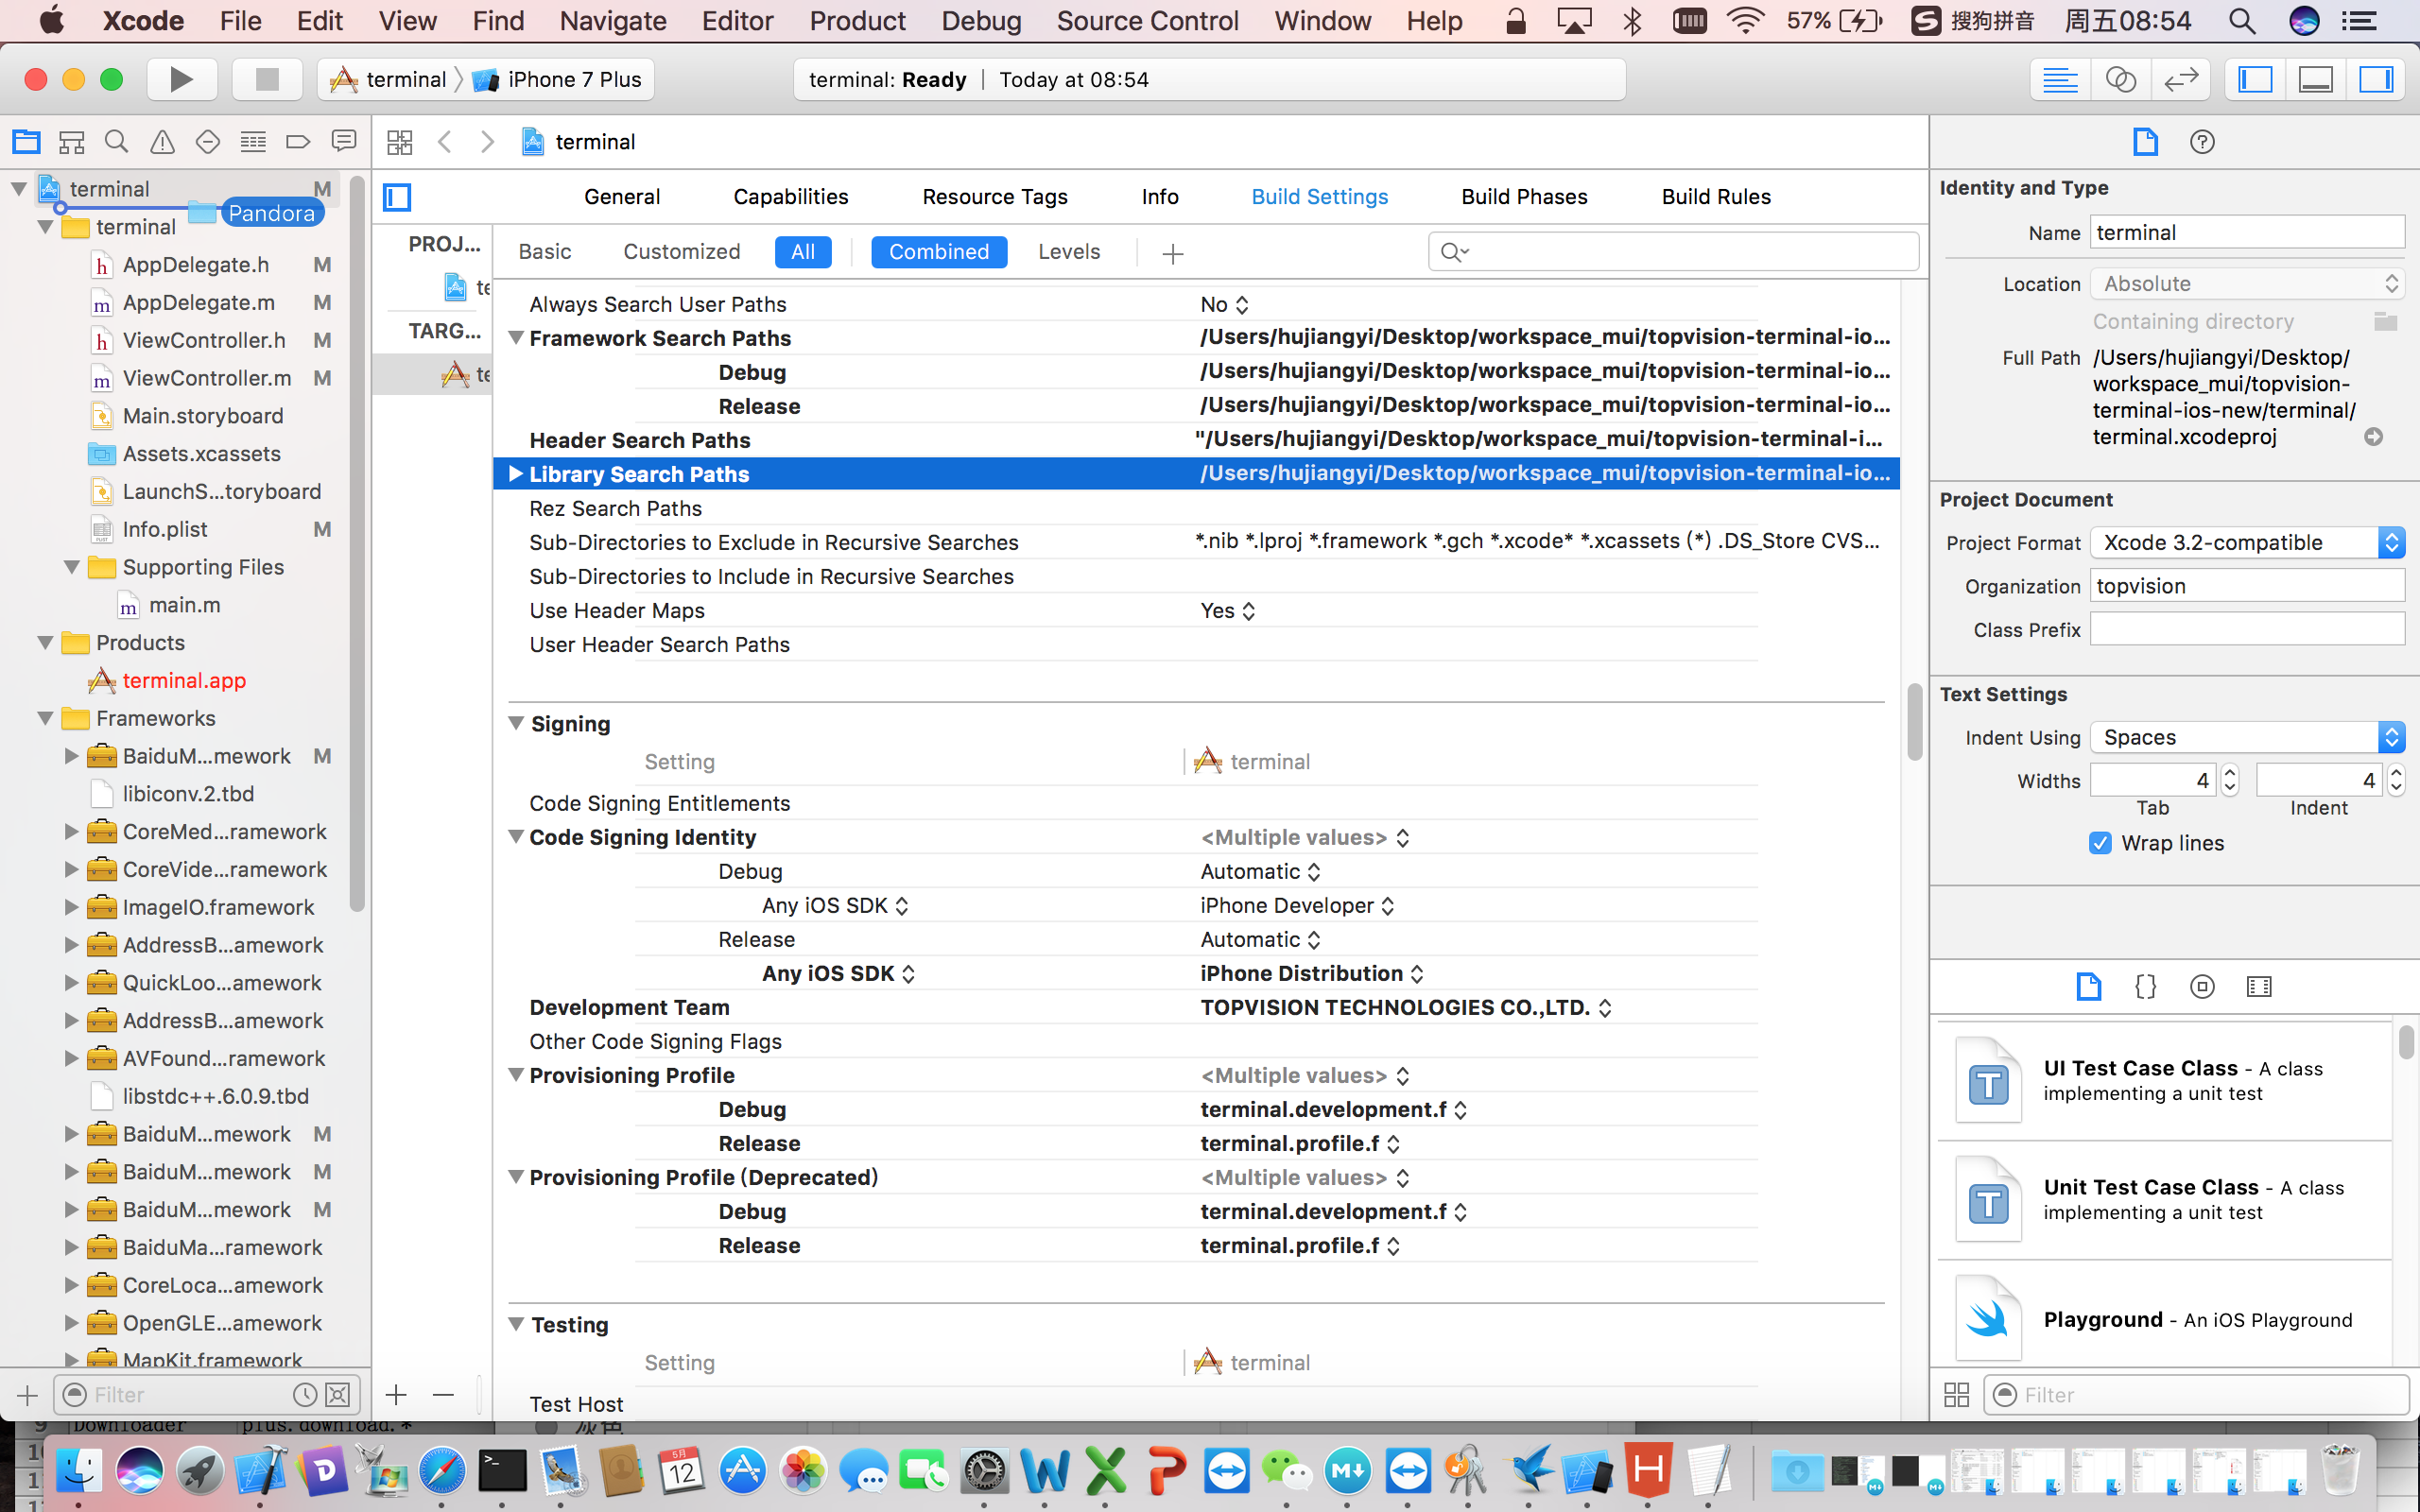 Xcode File Edit View Find Navigate Editor Product Debug Source Control Window Help 57% S 搜狗拼音 周五08:54
terminal iPhone 7 Plus terminal: Ready | Today at 08:54
terminal
terminal M
Pandora
terminal
AppDelegate.h M
AppDelegate.m M
ViewController.h M
ViewController.m M
Main.storyboard
Assets.xcassets
LaunchS...toryboard
Info.plist M
Supporting Files
main.m
Products
terminal.app
Frameworks
BaiduM...mework M
libiconv.2.tbd
CoreMed...ramework
CoreVide...ramework
ImageIO.framework
AddressB...amework
QuickLoo...amework
AddressB...amework
AVFound...ramework
libstdc++.6.0.9.tbd
BaiduM...mework M
BaiduM...mework M
BaiduM...mework M
BaiduMa...ramework
CoreLoca...amework
OpenGLE...amework
MapKit.framework
Filter
General Capabilities Resource Tags Info Build Settings Build Phases Build Rules
PROJ...
te
TARG...
te
Basic Customized All Combined Levels
Always Search User Paths No
Framework Search Paths /Users/hujiangyi/Desktop/workspace_mui/topvision-terminal-io...
Debug /Users/hujiangyi/Desktop/workspace_mui/topvision-terminal-io...
Release /Users/hujiangyi/Desktop/workspace_mui/topvision-terminal-io...
Header Search Paths "/Users/hujiangyi/Desktop/workspace_mui/topvision-terminal-i...
Library Search Paths /Users/hujiangyi/Desktop/workspace_mui/topvision-terminal-io...
Rez Search Paths
Sub-Directories to Exclude in Recursive Searches *.nib *.lproj *.framework *.gch *.xcode* *.xcassets (*) .DS_Store CVS...
Sub-Directories to Include in Recursive Searches
Use Header Maps Yes
User Header Search Paths
Signing
Setting terminal
Code Signing Entitlements
Code Signing Identity <Multiple values>
Debug Automatic
Any iOS SDK iPhone Developer
Release Automatic
Any iOS SDK iPhone Distribution
Development Team TOPVISION TECHNOLOGIES CO.,LTD.
Other Code Signing Flags
Provisioning Profile <Multiple values>
Debug terminal.development.f
Release terminal.profile.f
Provisioning Profile (Deprecated) <Multiple values>
Debug terminal.development.f
Release terminal.profile.f
Testing
Setting terminal
Test Host
Identity and Type
Name terminal
Location Absolute
Containing directory
Full Path /Users/hujiangyi/Desktop/
workspace_mui/topvision-
terminal-ios-new/terminal/
terminal.xcodeproj
Project Document
Project Format Xcode 3.2-compatible
Organization topvision
Class Prefix
Text Settings
Indent Using Spaces
Widths 4 4
Tab Indent
Wrap lines
UI Test Case Class - A class
implementing a unit test
Unit Test Case Class - A class
implementing a unit test
Playground - An iOS Playground
Filter
9 Downloader plus.download.* 灰色
5月
12